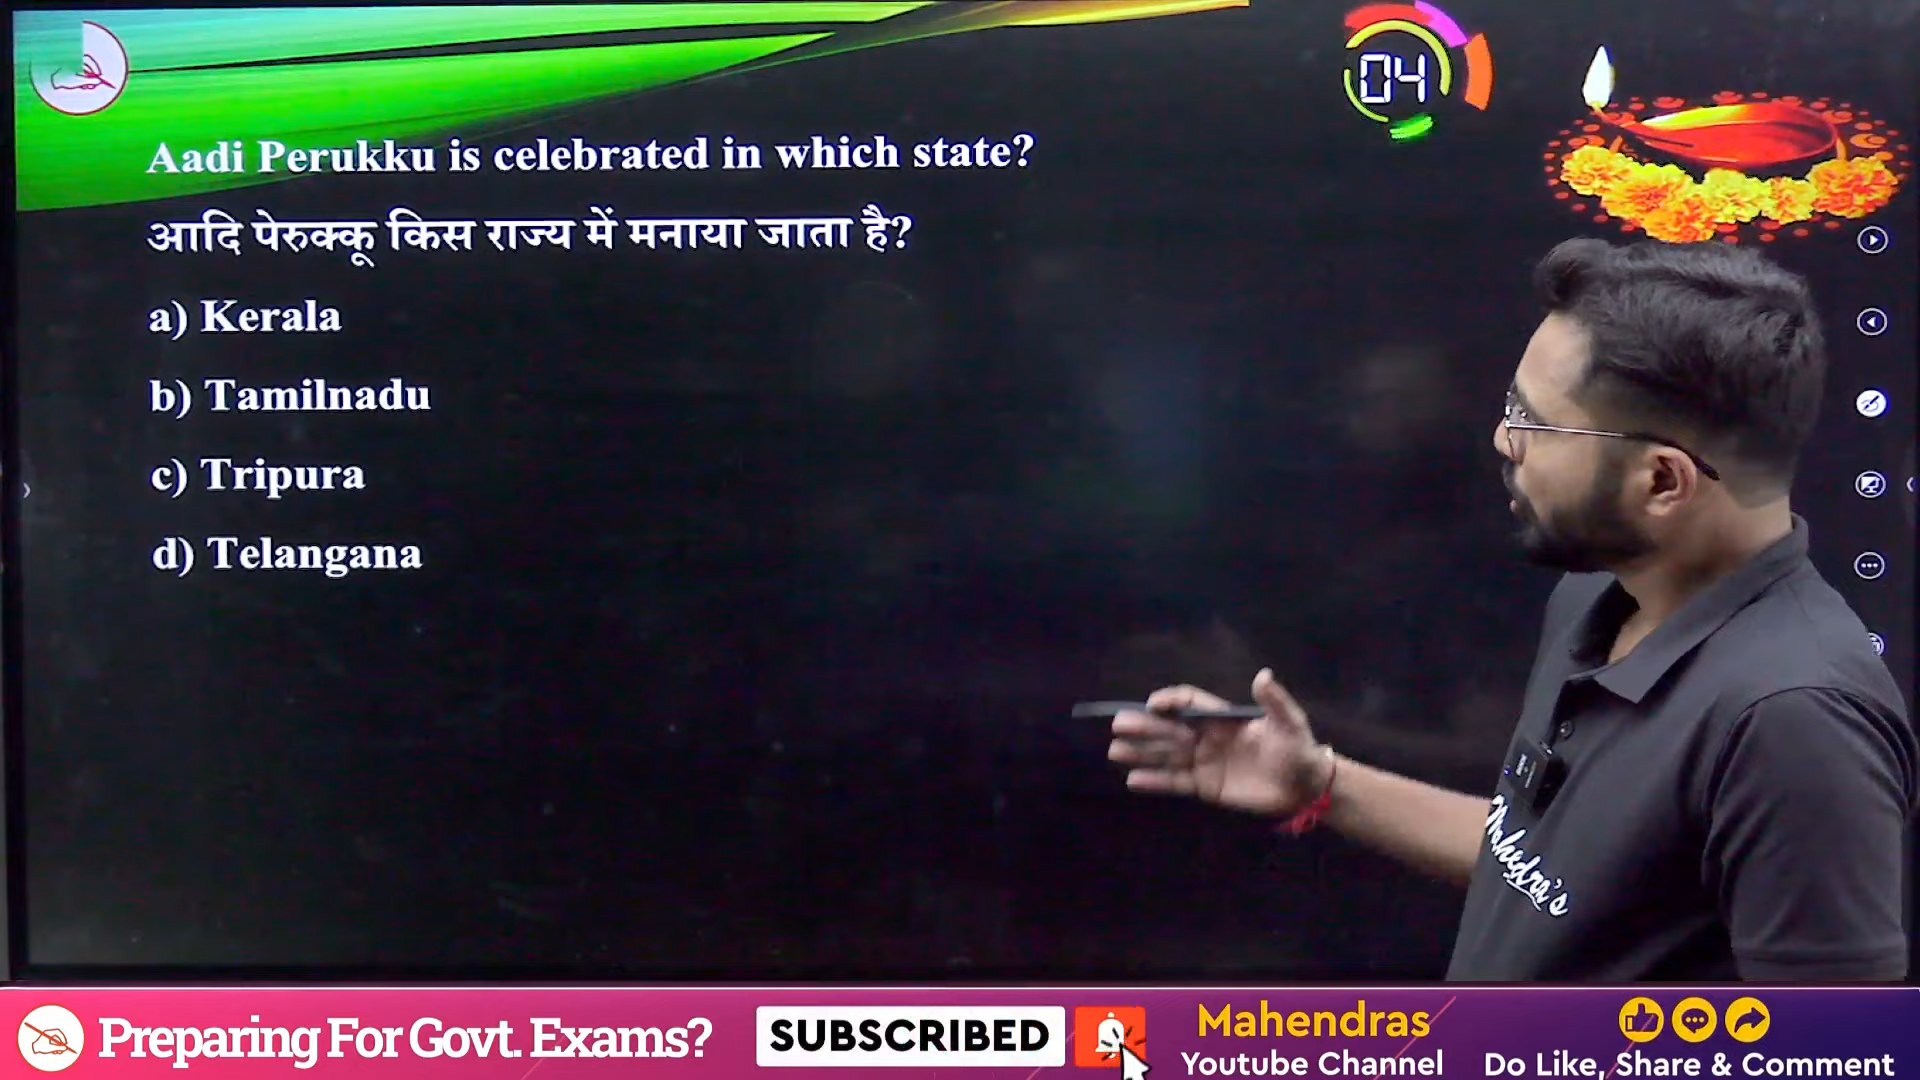 04
Aadi Perukku is celebrated in which state?
आदि पेरुक्कू किस राज्य में मनाया जाता है?
a) Kerala
b) Tamilnadu
c) Tripura
d) Telangana
Mahendra's
Preparing For Govt. Exams?
SUBSCRIBED
Mahendras
Youtube Channel
Do Like, Share & Comment